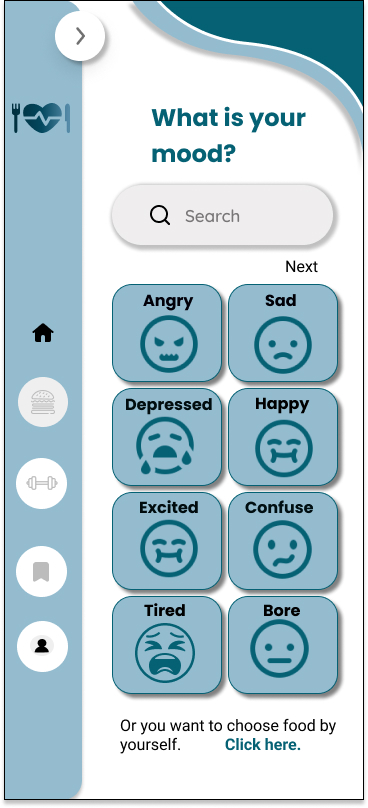 What is your
mood?
Search
Next
Angry
Sad
Depressed
Happy
Excited
Confuse
Tired
Bore
Or you want to choose food by
yourself. Click here.